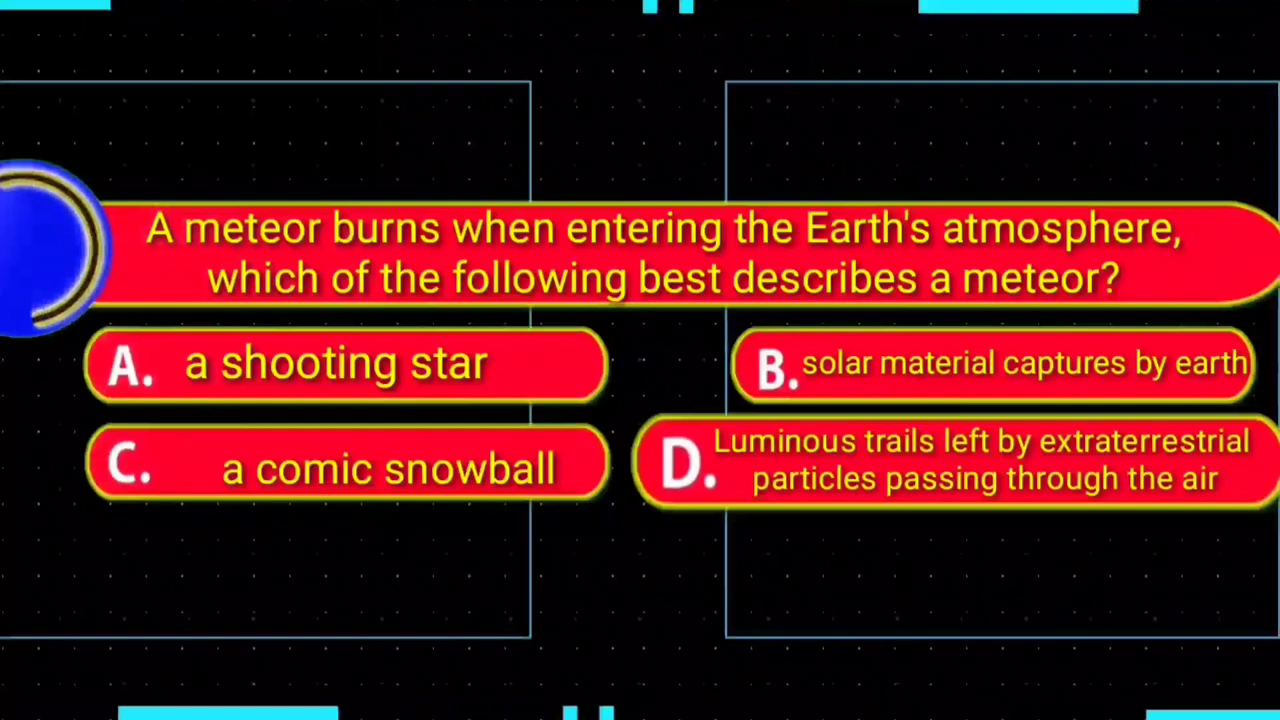 A meteor burns when entering the Earth's atmosphere,
which of the following best describes a meteor?
A. a shooting star
B. solar material captures by earth
C. a comic snowball
D. Luminous trails left by extraterrestrial
particles passing through the air